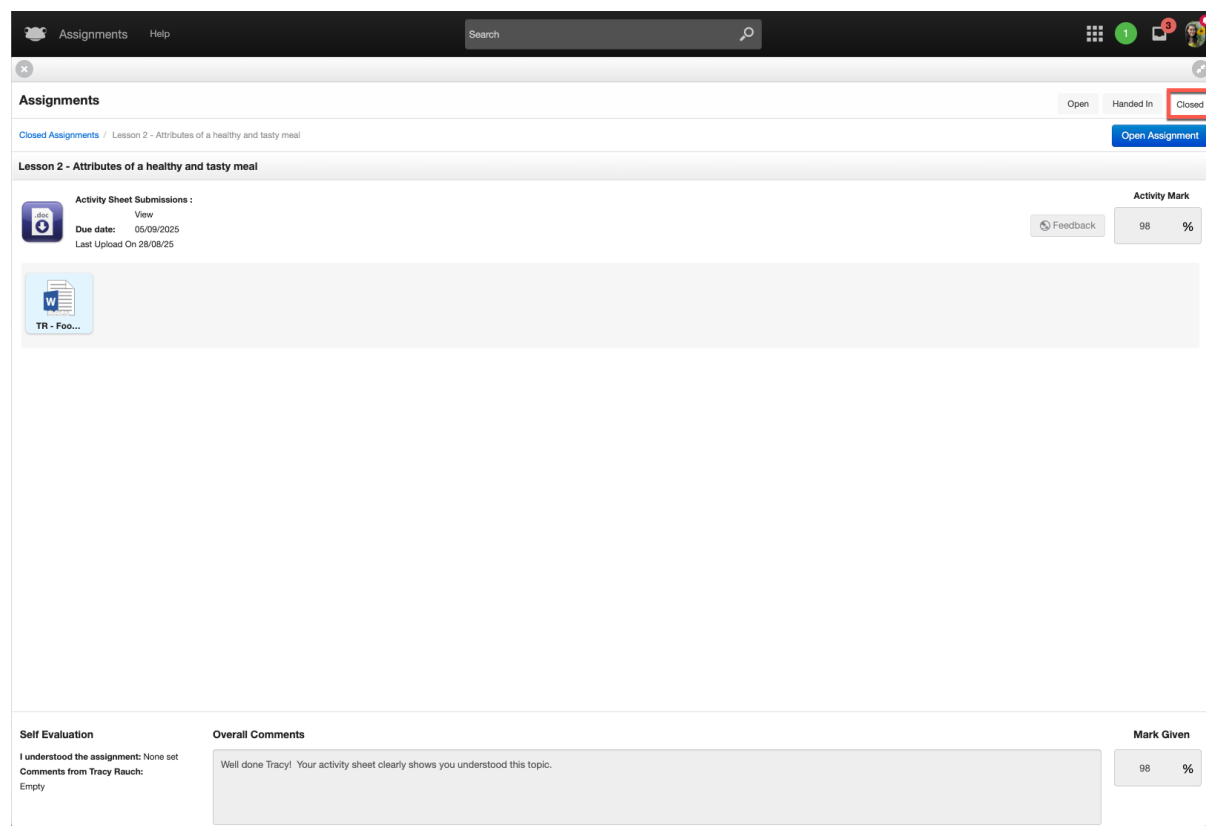 Assignments Help Search 1 3
Assignments
Open Handed In Closed
Closed Assignments / Lesson 2 - Attributes of a healthy and tasty meal
Open Assignment
Lesson 2 - Attributes of a healthy and tasty meal
Activity Sheet Submissions :
View
Due date: 05/09/2025
Last Upload On 28/08/25
Activity Mark
Feedback 98 %
.doc
W
TR - Foo...
Self Evaluation
I understood the assignment: None set
Comments from Tracy Rauch:
Empty
Overall Comments
Well done Tracy! Your activity sheet clearly shows you understood this topic.
Mark Given
98 %